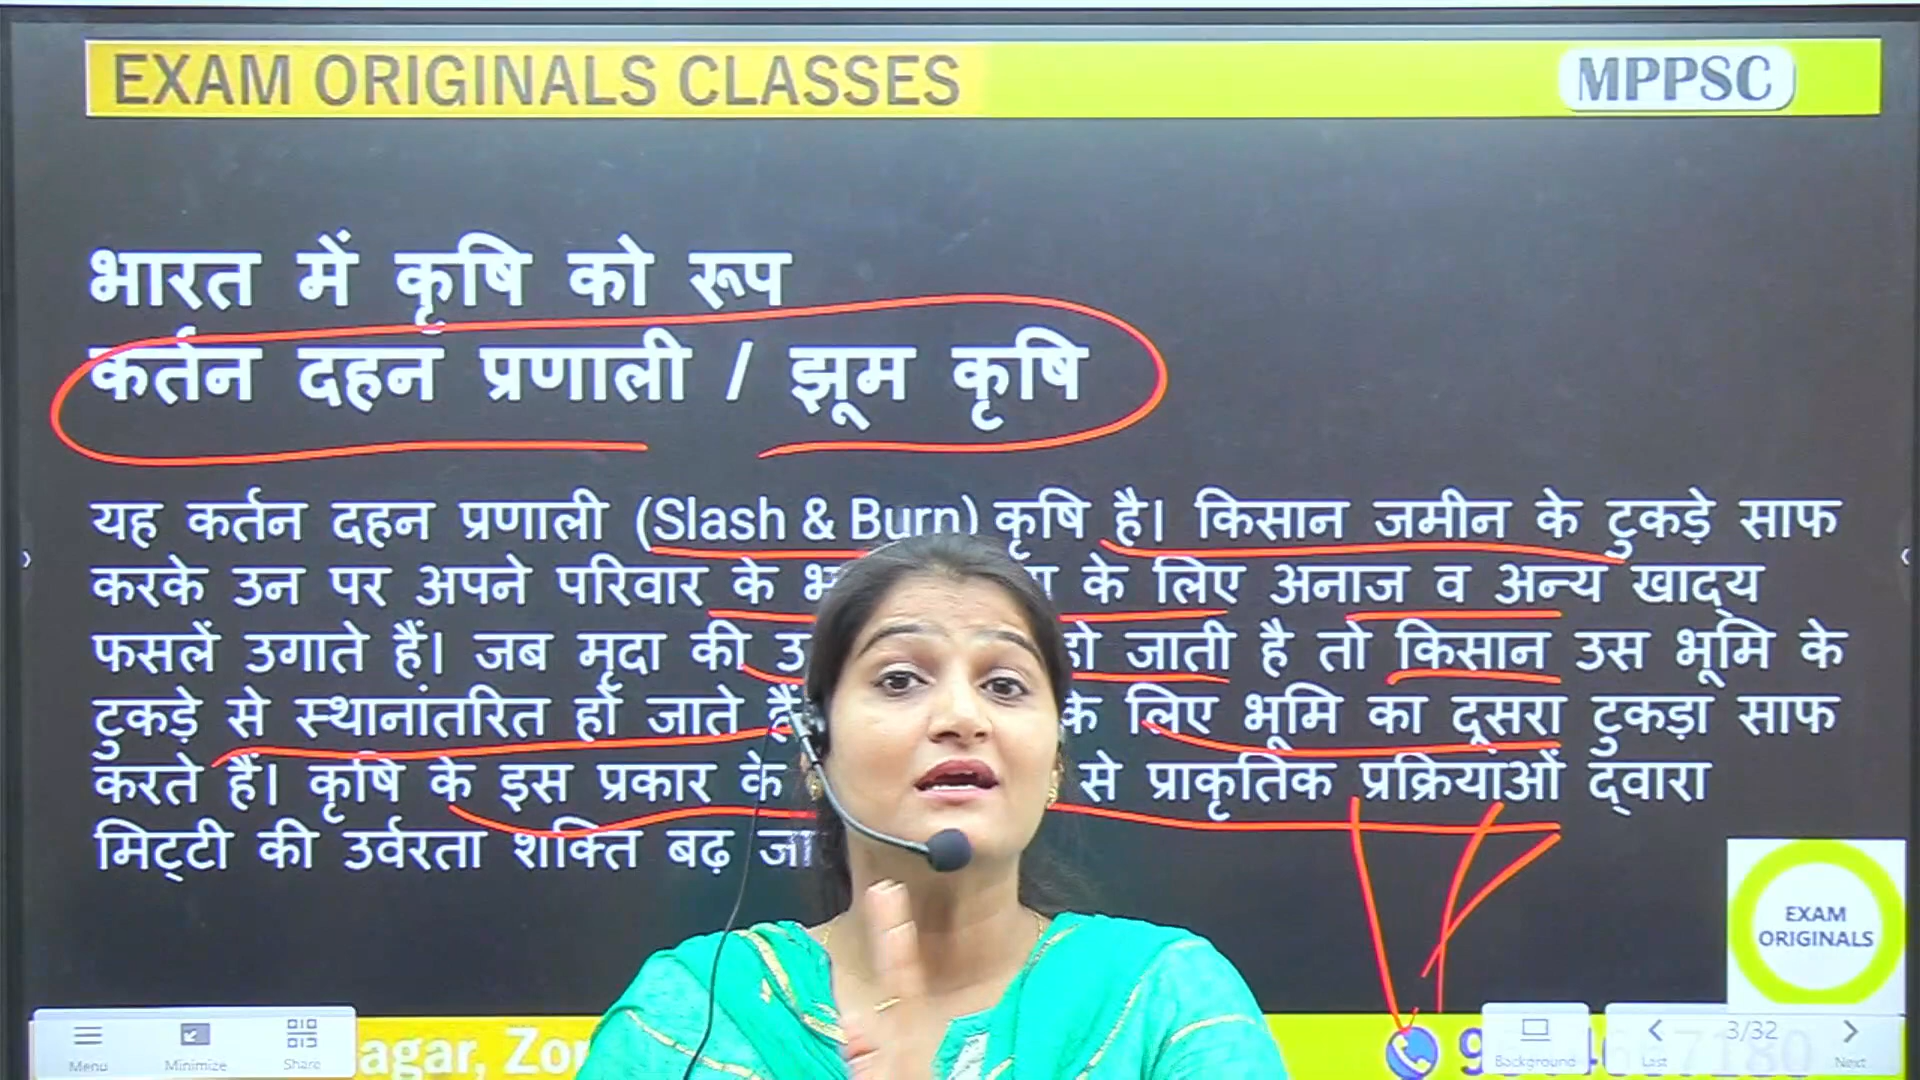 EXAM ORIGINALS CLASSES
MPPSC
भारत में कृषि को रूप
कर्तन दहन प्रणाली / झूम कृषि
यह कर्तन दहन प्रणाली (Slash & Burn) कृषि है। किसान जमीन के टुकड़े साफ
करके उन पर अपने परिवार के के लिए अनाज व अन्य खाद्य
फसलें उगाते हैं। जब मृदा की हो जाती है तो किसान उस भूमि के
टुकड़े से स्थानांतरित हो जाते हैं के लिए भूमि का दूसरा टुकड़ा साफ
करते हैं। कृषि के इस प्रकार के से प्राकृतिक प्रक्रियाओं द्वारा
मिट्टी की उर्वरता शक्ति बढ़
EXAM
ORIGINALS
Menu
Minimize
Share
Background
Last
3/32
Next